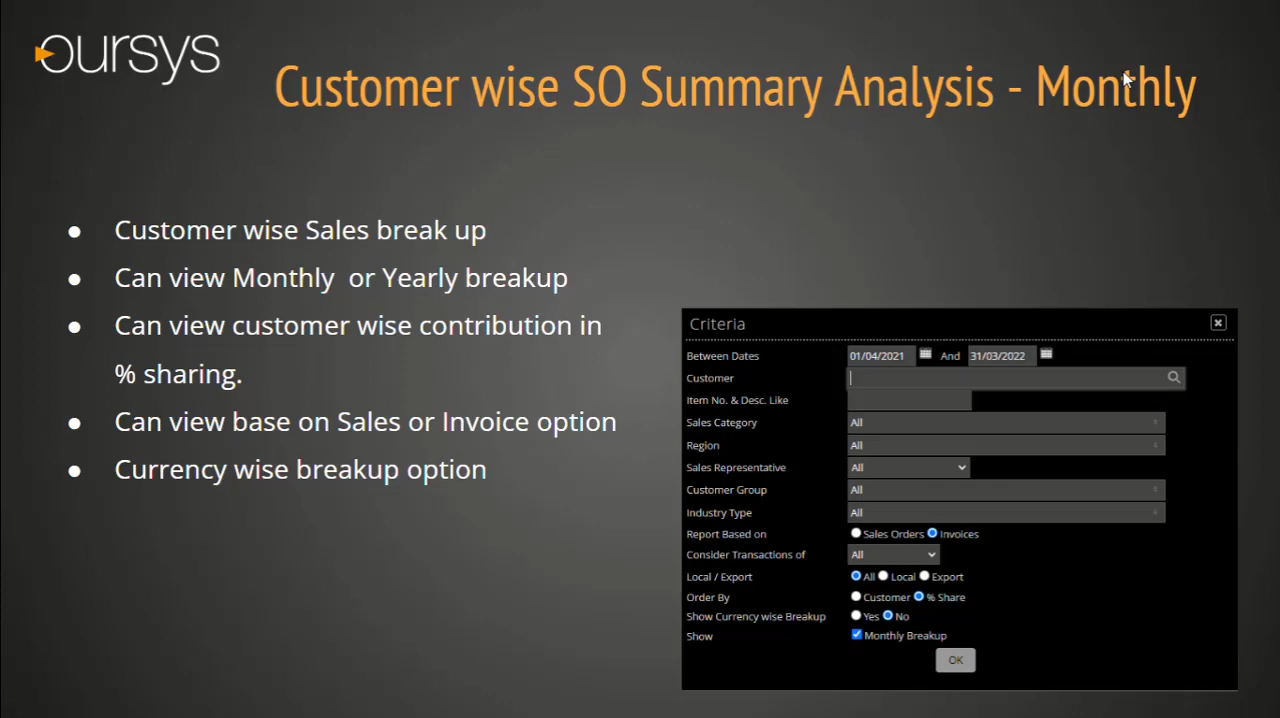 oursys
Customer wise SO Summary Analysis - Monthly
● Customer wise Sales break up
● Can view Monthly or Yearly breakup
● Can view customer wise contribution in
% sharing.
● Can view base on Sales or Invoice option
● Currency wise breakup option
Criteria
Between Dates 01/04/2021 And 31/03/2022
Customer
Item No. & Desc. Like
Sales Category All
Region All
Sales Representative All
Customer Group All
Industry Type All
Report Based on Sales Orders Invoices
Consider Transactions of All
Local / Export All Local Export
Order By Customer % Share
Show Currency wise Breakup Yes No
Show Monthly Breakup
OK